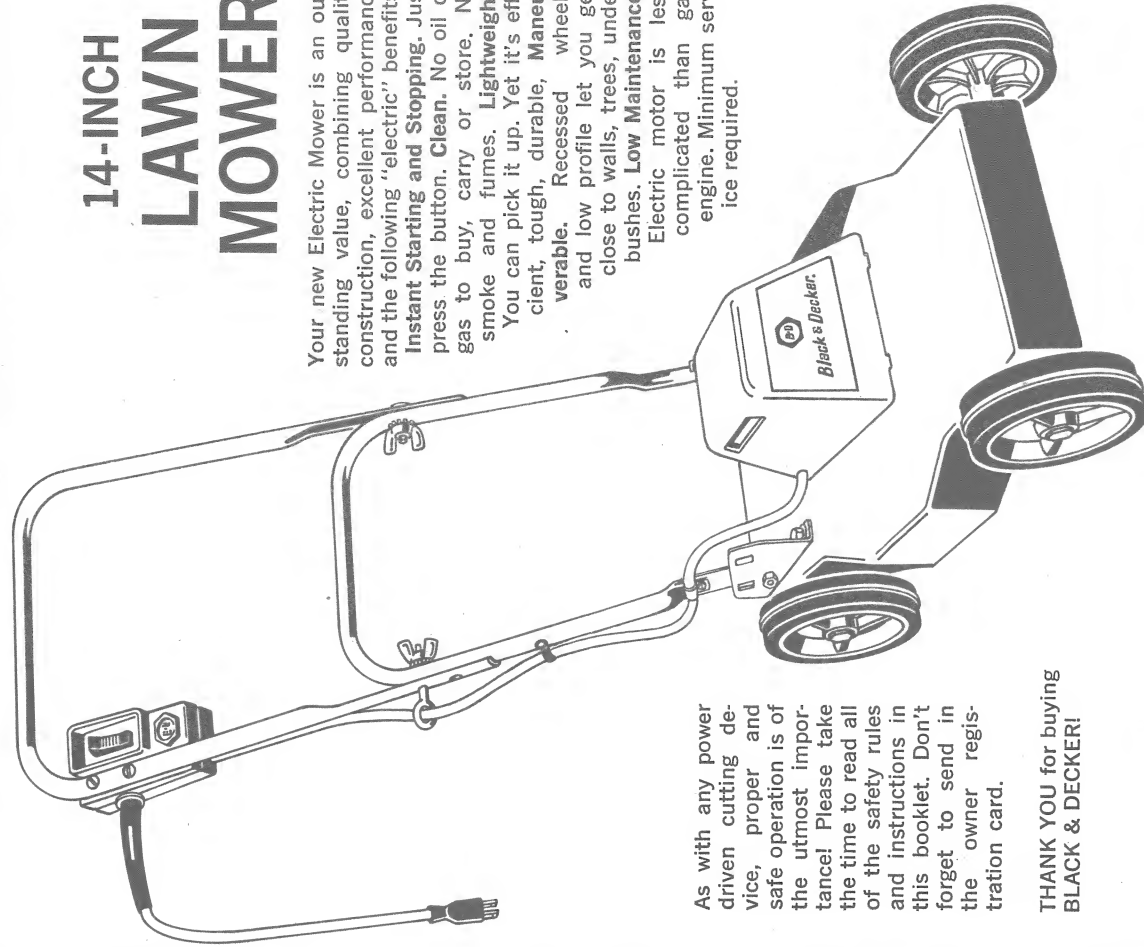 14-INCH
LAWN
MOWER
Your new Electric Mower is an ou
standing value, combining qualit
construction, excellent performanc
and the following "electric" benefits
Instant Starting and Stopping. Jus
press the button. Clean. No oil o
gas to buy, carry or store. N
smoke and fumes. Lightweigh
You can pick it up. Yet it's eff
cient, tough, durable, Maneu
verable. Recessed wheel
and low profile let you ge
close to walls, trees, unde
bushes. Low Maintenance
Electric motor is les
complicated than ga
engine. Minimum serv
ice required.
B&D
Black & Decker.
As with any power
driven cutting de-
vice, proper and
safe operation is of
the utmost impor-
tance! Please take
the time to read all
of the safety rules
and instructions in
this booklet. Don't
forget to send in
the owner regis-
tration card.
THANK YOU for buying
BLACK & DECKER!